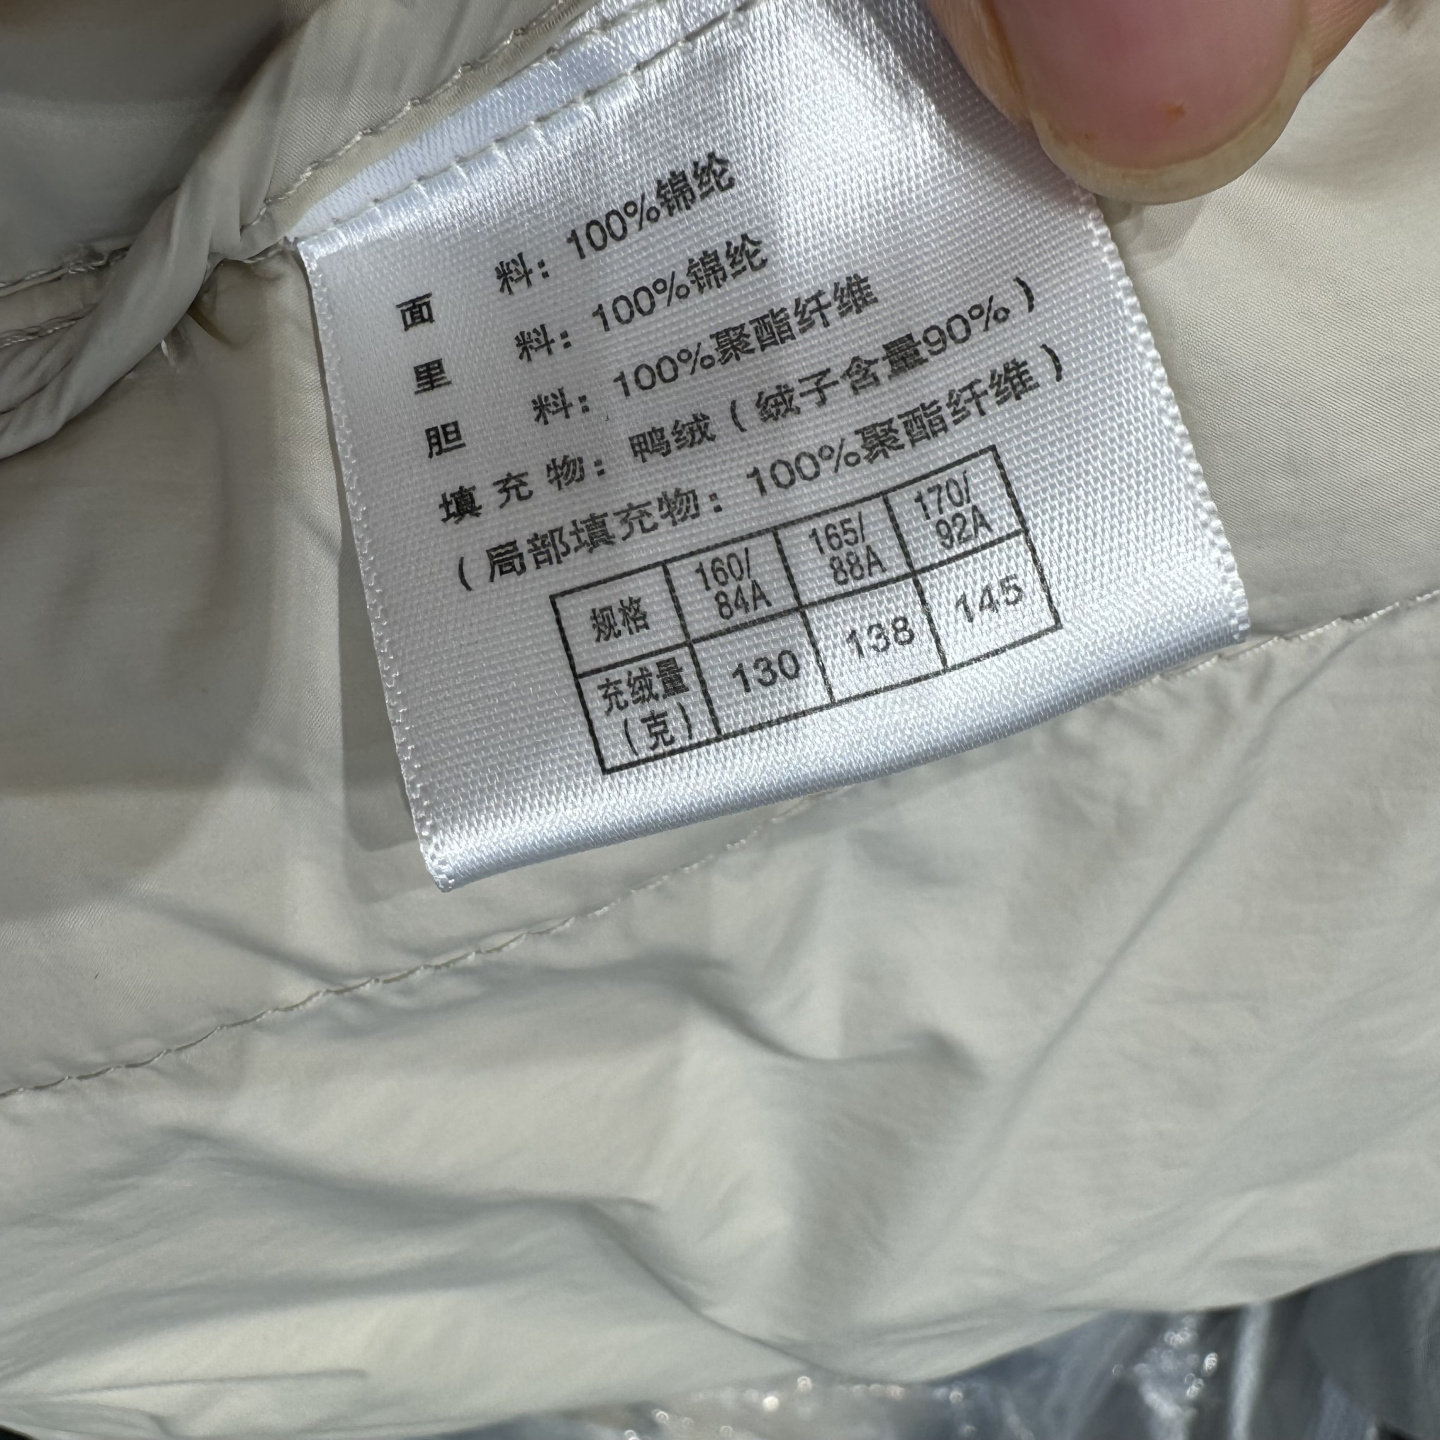 面 料：100%锦纶
里 料：100%锦纶
胆 料：100%聚酯纤维
填 充 物：鸭绒（绒子含量90%）
（局部填充物：100%聚酯纤维）
规格 160/84A 165/88A 170/92A
充绒量（克） 130 138 145